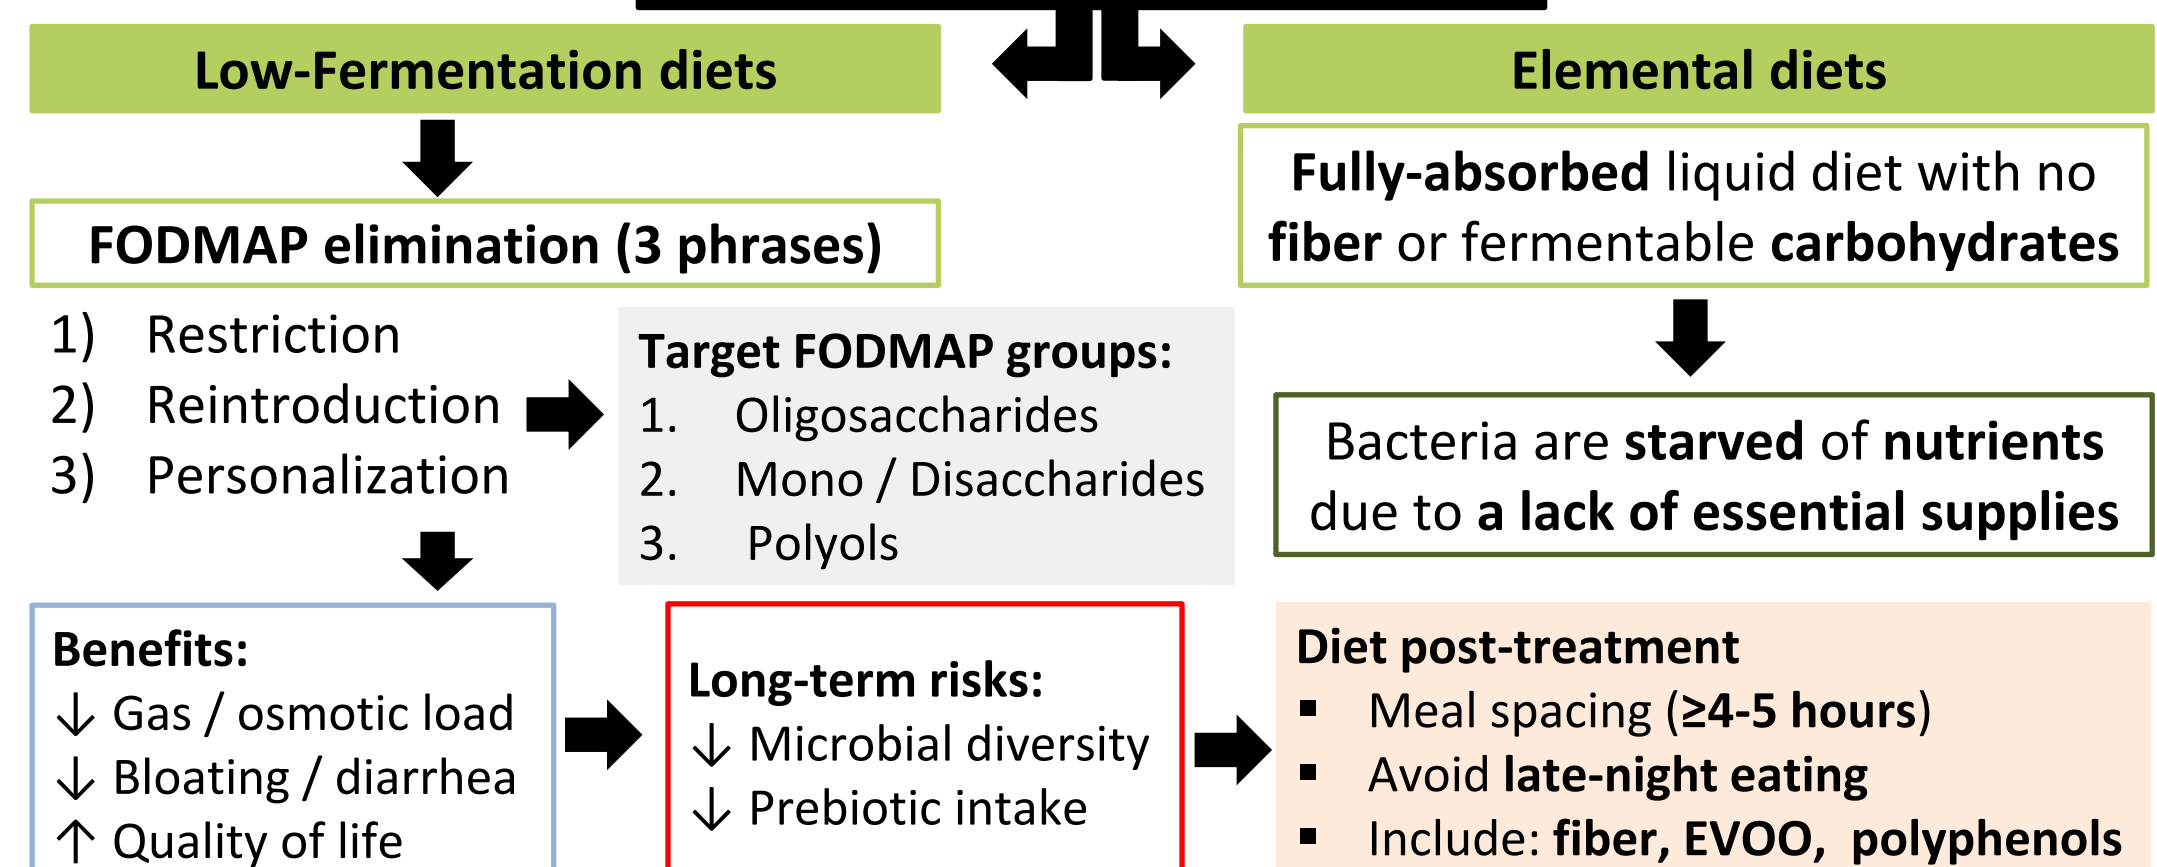 Low-Fermentation diets
Elemental diets
Fully-absorbed liquid diet with no
fiber or fermentable carbohydrates
FODMAP elimination (3 phrases)
1) Restriction
2) Reintroduction
3) Personalization
Target FODMAP groups:
1. Oligosaccharides
2. Mono / Disaccharides
3. Polyols
Bacteria are starved of nutrients
due to a lack of essential supplies
Benefits:
↓ Gas / osmotic load
↓ Bloating / diarrhea
↑ Quality of life
Long-term risks:
↓ Microbial diversity
↓ Prebiotic intake
Diet post-treatment
▪ Meal spacing (≥4-5 hours)
▪ Avoid late-night eating
▪ Include: fiber, EVOO, polyphenols